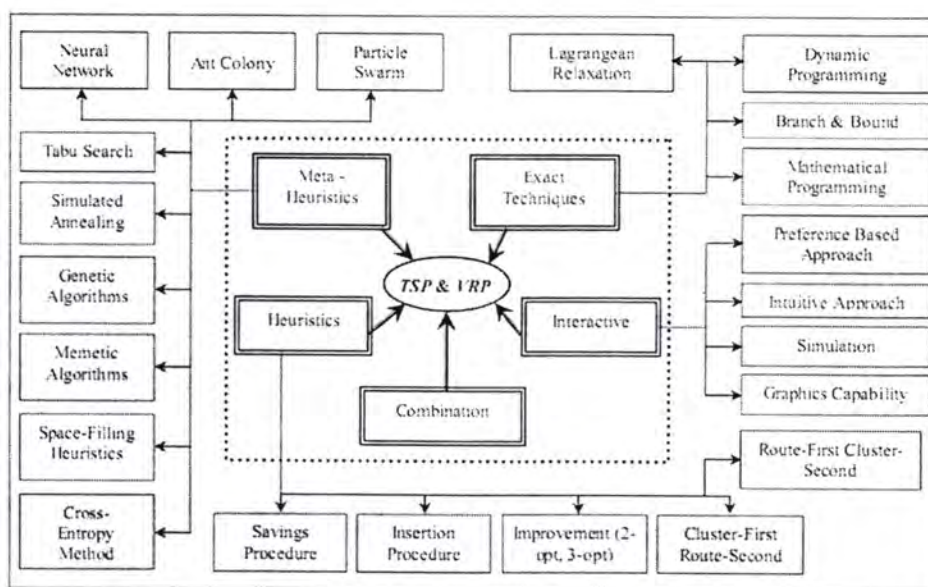 Neural
Network
Ant Colony
Particle
Swarm
Lagrangean
Relaxation
Dynamic
Programming
Branch & Bound
Tabu Search
Meta -
Heuristics
Exact
Techniques
Mathematical
Programming
Simulated
Annealing
Preference Based
Approach
TSP & VRP
Genetic
Algorithms
Heuristics
Interactive
Intuitive Approach
Simulation
Memetic
Algorithms
Combination
Graphics Capability
Space-Filling
Heuristics
Route-First Cluster-
Second
Cross-
Entropy
Method
Savings
Procedure
Insertion
Procedure
Improvement (2-
opt, 3-opt)
Cluster-First
Route-Second